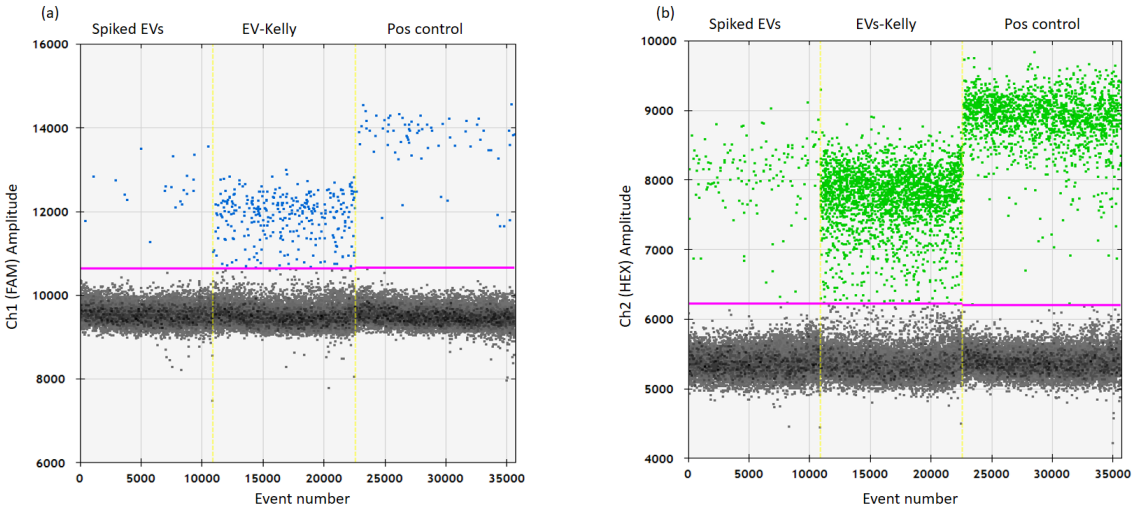 (a)
Spiked EVs EV-Kelly Pos control
16000
14000
12000
10000
8000
6000
Ch1 (FAM) Amplitude
0 5000 10000 15000 20000 25000 30000 35000
Event number
(b)
Spiked EVs EVs-Kelly Pos control
10000
9000
8000
7000
6000
5000
4000
Ch2 (HEX) Amplitude
0 5000 10000 15000 20000 25000 30000 35000
Event number